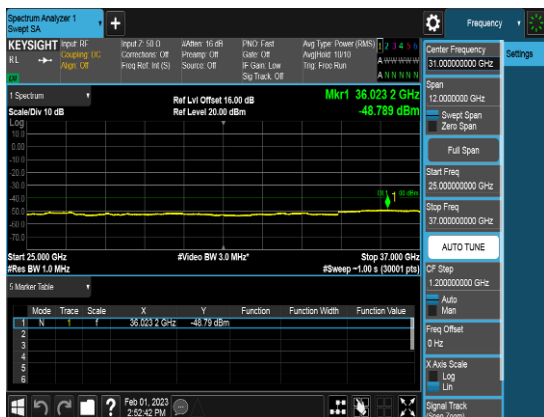 Spectrum Analyzer 1
Swept SA
Frequency
KEYSIGHT
RL
Input: RF
Coupling: DC
Align: Off
Input Z: 50 Ω
Corrections: Off
Freq Ref: Int (S)
#Atten: 16 dB
Preamp: Off
Source: Off
PNO: Fast
Gate: Off
IF Gain: Low
Sig Track: Off
Avg Type: Power (RMS)
Avg|Hold: 10/10
Trig: Free Run
1 2 3 4 5 6
A W W W W W
A N N N N N
1 Spectrum
Scale/Div 10 dB
Ref Lvl Offset 16.00 dB
Ref Level 20.00 dBm
Mkr1 36.023 2 GHz
-48.789 dBm
Log
10.0
0.00
-10.0
-20.0
-30.0
-40.0
-50.0
-60.0
-70.0
1
Start 25.000 GHz
#Res BW 1.0 MHz
#Video BW 3.0 MHz*
Stop 37.000 GHz
#Sweep ~1.00 s (30001 pts)
5 Marker Table
Mode Trace Scale X Y Function Function Width Function Value
1 N 1 f 36.023 2 GHz -48.79 dBm
2
3
4
5
6
Feb 01, 2023
2:52:42 PM
Center Frequency
31.000000000 GHz
Settings
Span
12.0000000 GHz
Swept Span
Zero Span
Full Span
Start Freq
25.000000000 GHz
Stop Freq
37.000000000 GHz
AUTO TUNE
CF Step
1.200000000 GHz
Auto
Man
Freq Offset
0 Hz
X Axis Scale
Log
Lin
Signal Track
(Span Zoom)